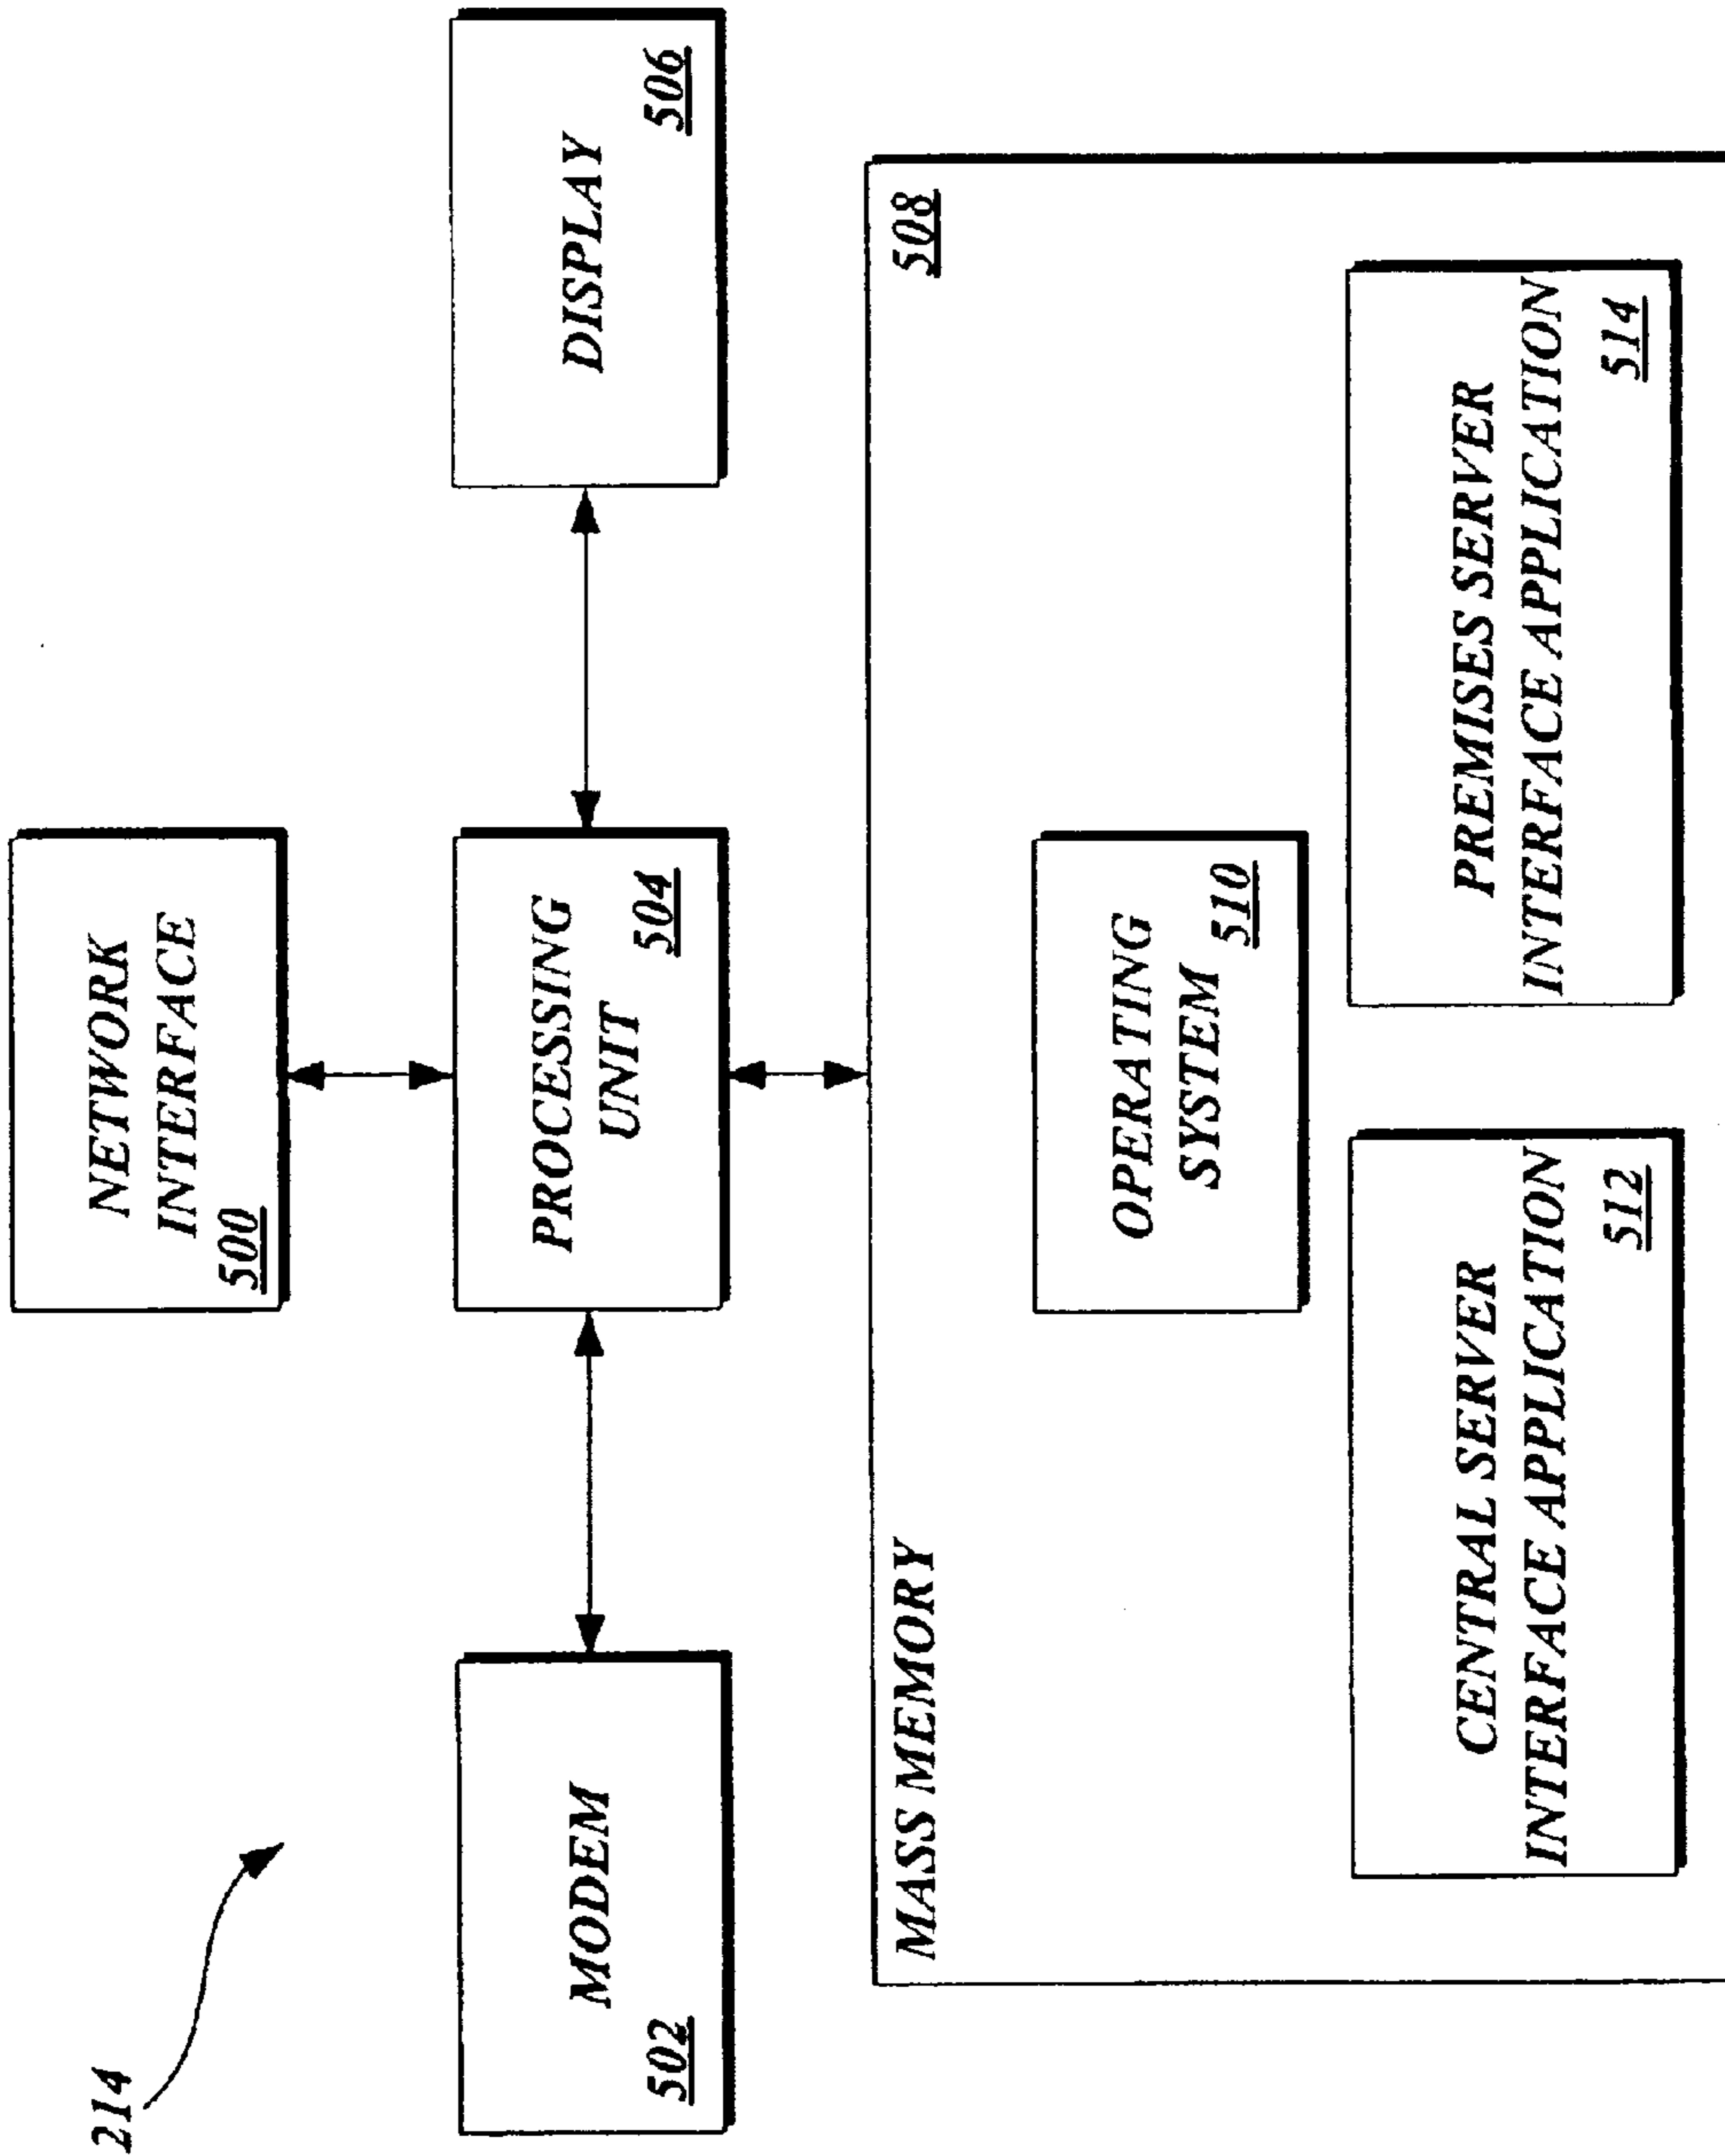 214
NETWORK
INTERFACE
500
MODEM
502
PROCESSING
UNIT
504
DISPLAY
506
MASS MEMORY
508
OPERATING
SYSTEM
510
CENTRAL SERVER
INTERFACE APPLICATION
512
PREMISES SERVER
INTERFACE APPLICATION
514